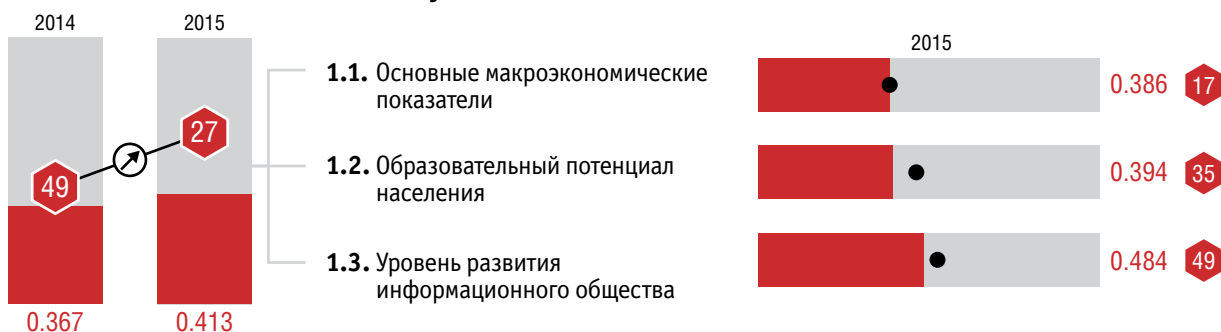 2014
2015
49
27
0.367
0.413
1.1. Основные макроэкономические
показатели
1.2. Образовательный потенциал
населения
1.3. Уровень развития
информационного общества
2015
0.386 17
0.394 35
0.484 49